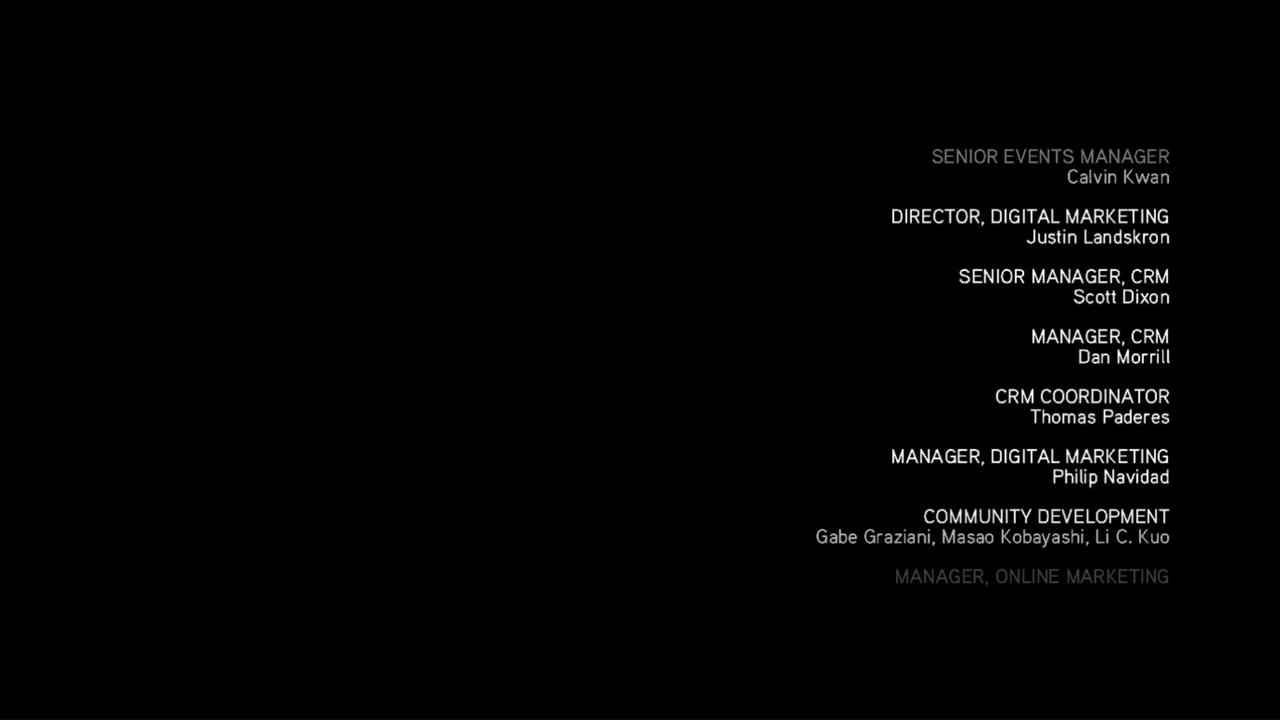 SENIOR EVENTS MANAGER
Calvin Kwan
DIRECTOR, DIGITAL MARKETING
Justin Landskron
SENIOR MANAGER, CRM
Scott Dixon
MANAGER, CRM
Dan Morrill
CRM COORDINATOR
Thomas Paderes
MANAGER, DIGITAL MARKETING
Philip Navidad
COMMUNITY DEVELOPMENT
Gabe Graziani, Masao Kobayashi, Li C. Kuo
MANAGER, ONLINE MARKETING